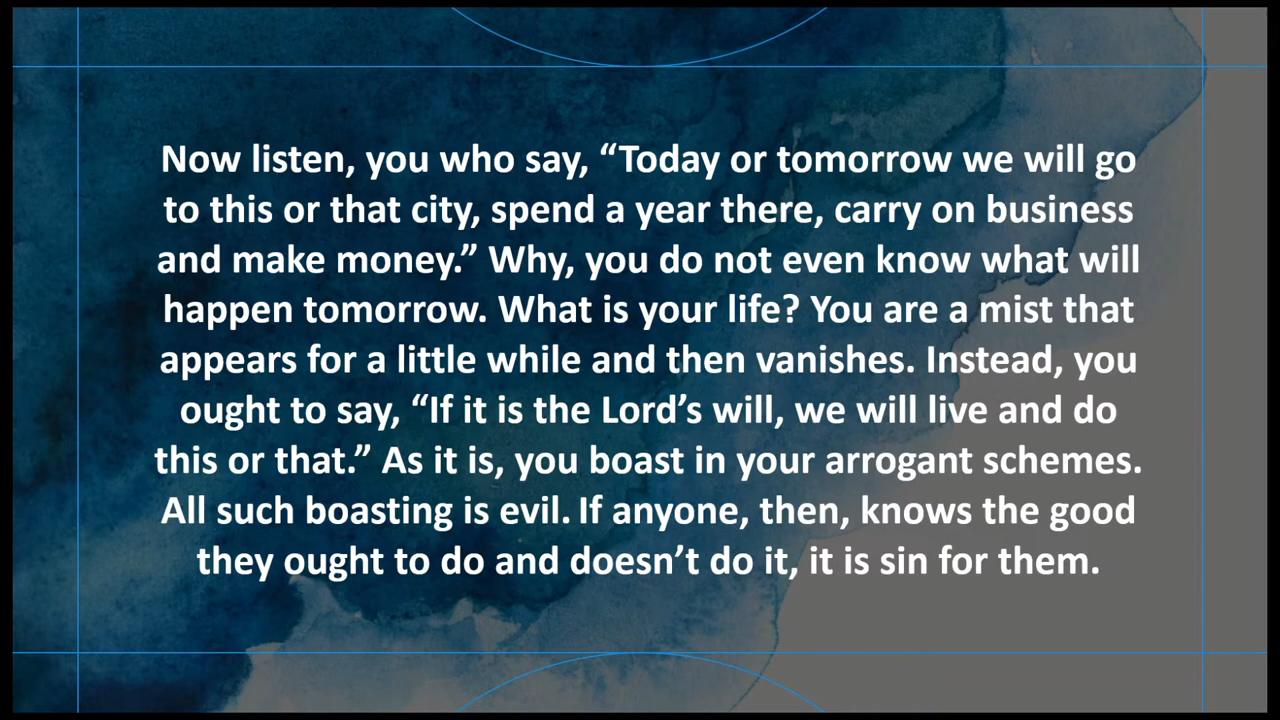 Now listen, you who say, “Today or tomorrow we will go
to this or that city, spend a year there, carry on business
and make money.” Why, you do not even know what will
happen tomorrow. What is your life? You are a mist that
appears for a little while and then vanishes. Instead, you
ought to say, “If it is the Lord’s will, we will live and do
this or that.” As it is, you boast in your arrogant schemes.
All such boasting is evil. If anyone, then, knows the good
they ought to do and doesn’t do it, it is sin for them.